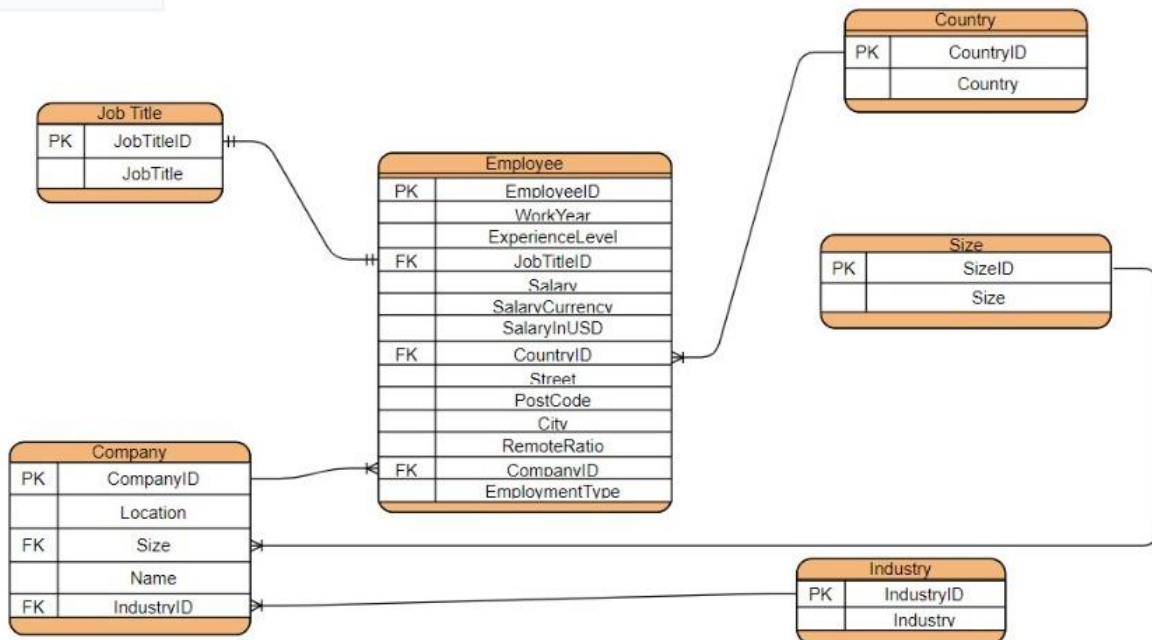 Country
PK CountryID
Country
Job Title
PK JobTitleID
JobTitle
Employee
PK EmployeeID
WorkYear
ExperienceLevel
FK JobTitleID
Salary
SalaryCurrency
SalaryInUSD
FK CountryID
Street
PostCode
City
RemoteRatio
FK CompanyID
EmploymentType
Size
PK SizeID
Size
Company
PK CompanyID
Location
FK Size
Name
FK IndustryID
Industry
PK IndustryID
Industry